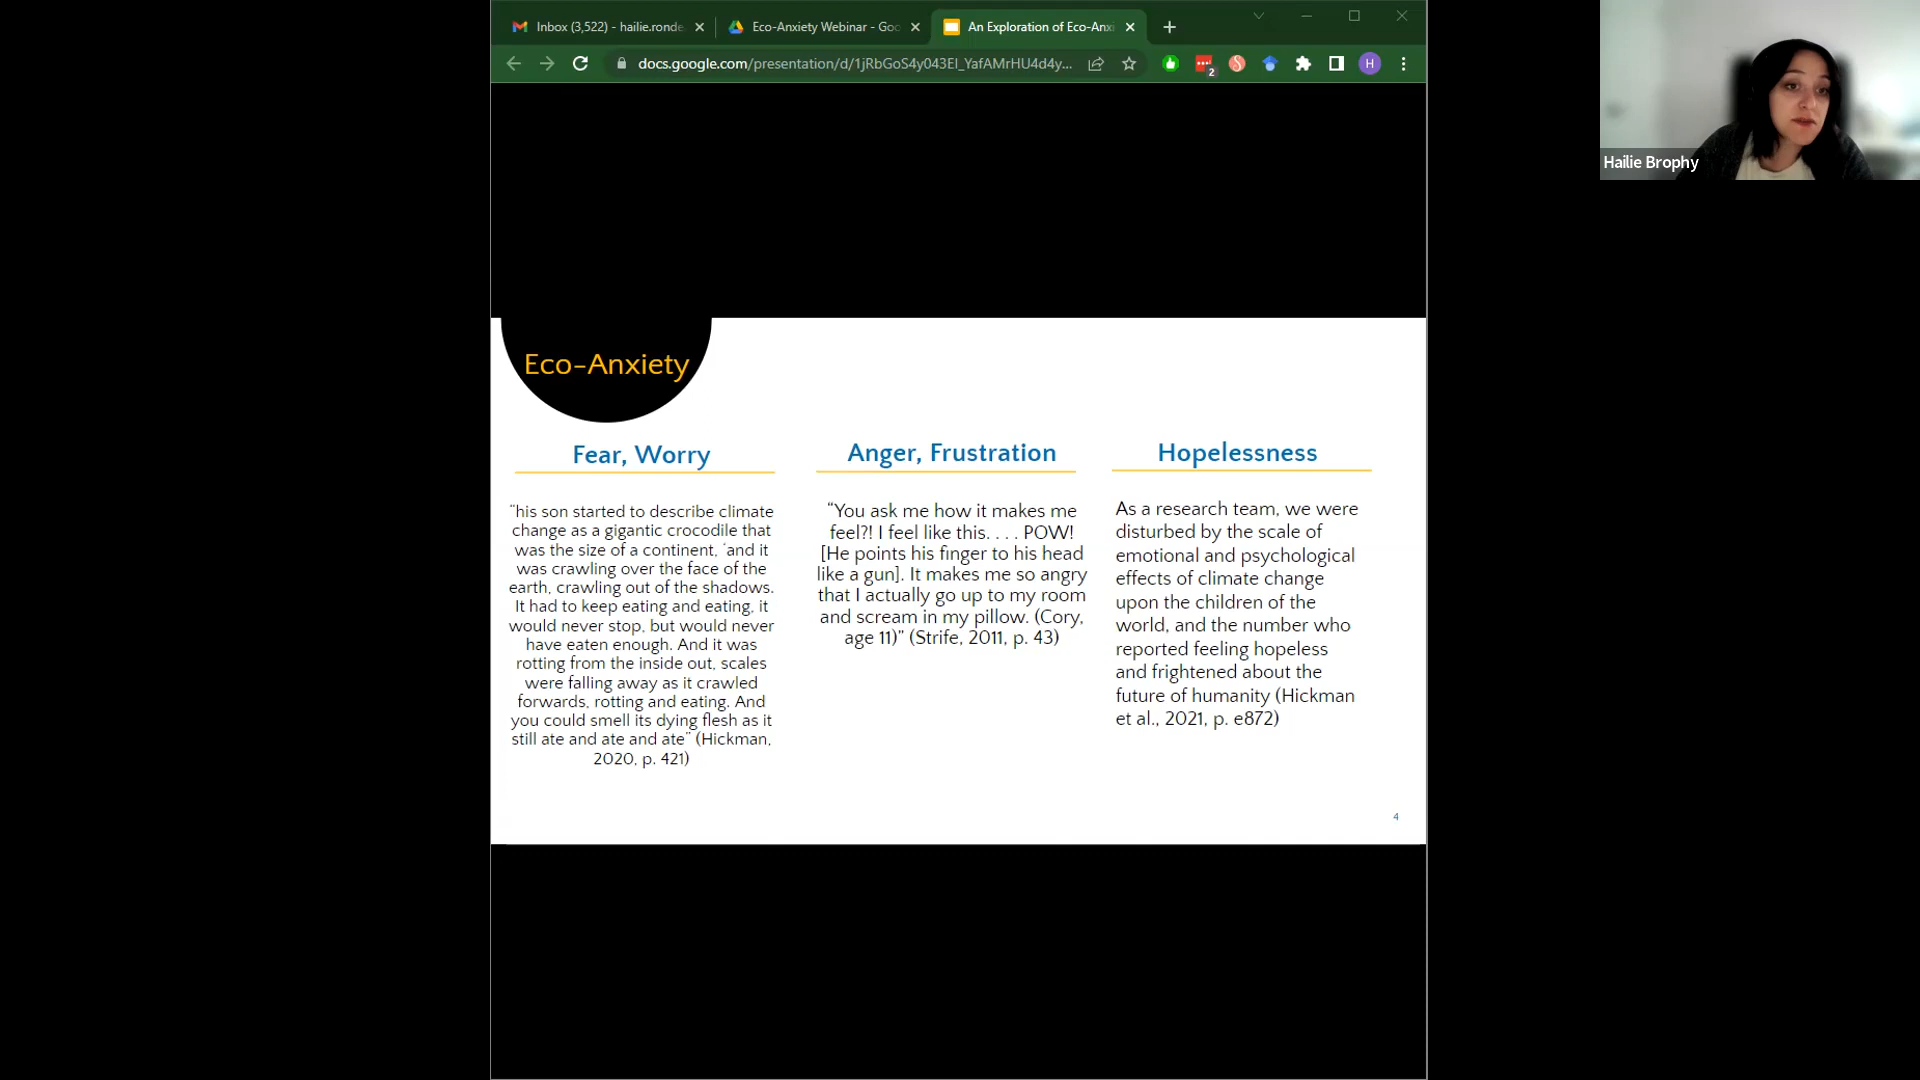 Inbox (3,522) - hailie.ronde
Eco-Anxiety Webinar - Goo
An Exploration of Eco-Anxi
docs.google.com/presentation/d/1jRbGoS4y043EI_YafAMrHU4d4y...
2
H
Hailie Brophy
Eco-Anxiety
Fear, Worry
“his son started to describe climate
change as a gigantic crocodile that
was the size of a continent, ‘and it
was crawling over the face of the
earth, crawling out of the shadows.
It had to keep eating and eating, it
would never stop, but would never
have eaten enough. And it was
rotting from the inside out, scales
were falling away as it crawled
forwards, rotting and eating. And
you could smell its dying flesh as it
still ate and ate and ate” (Hickman,
2020, p. 421)
Anger, Frustration
“You ask me how it makes me
feel?! I feel like this. . . . POW!
[He points his finger to his head
like a gun]. It makes me so angry
that I actually go up to my room
and scream in my pillow. (Cory,
age 11)” (Strife, 2011, p. 43)
Hopelessness
As a research team, we were
disturbed by the scale of
emotional and psychological
effects of climate change
upon the children of the
world, and the number who
reported feeling hopeless
and frightened about the
future of humanity (Hickman
et al., 2021, p. e872)
4